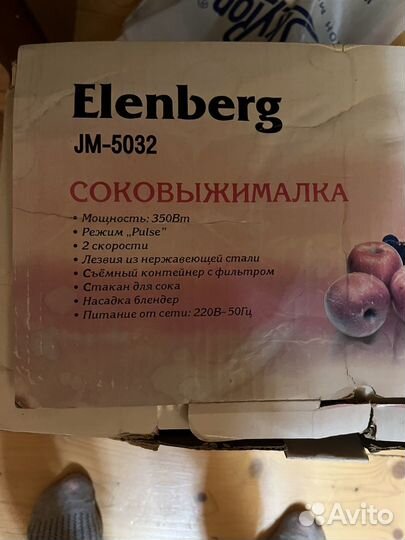 Elenberg
JM-5032
СОКОВЫЖИМАЛКА
• Мощность: 350Вт
• Режим „Pulse”
• 2 скорости
• Лезвия из нержавеющей стали
• Съёмный контейнер с фильтром
• Стакан для сока
• Насадка блендер
• Питание от сети: 220В-50Гц
Avito